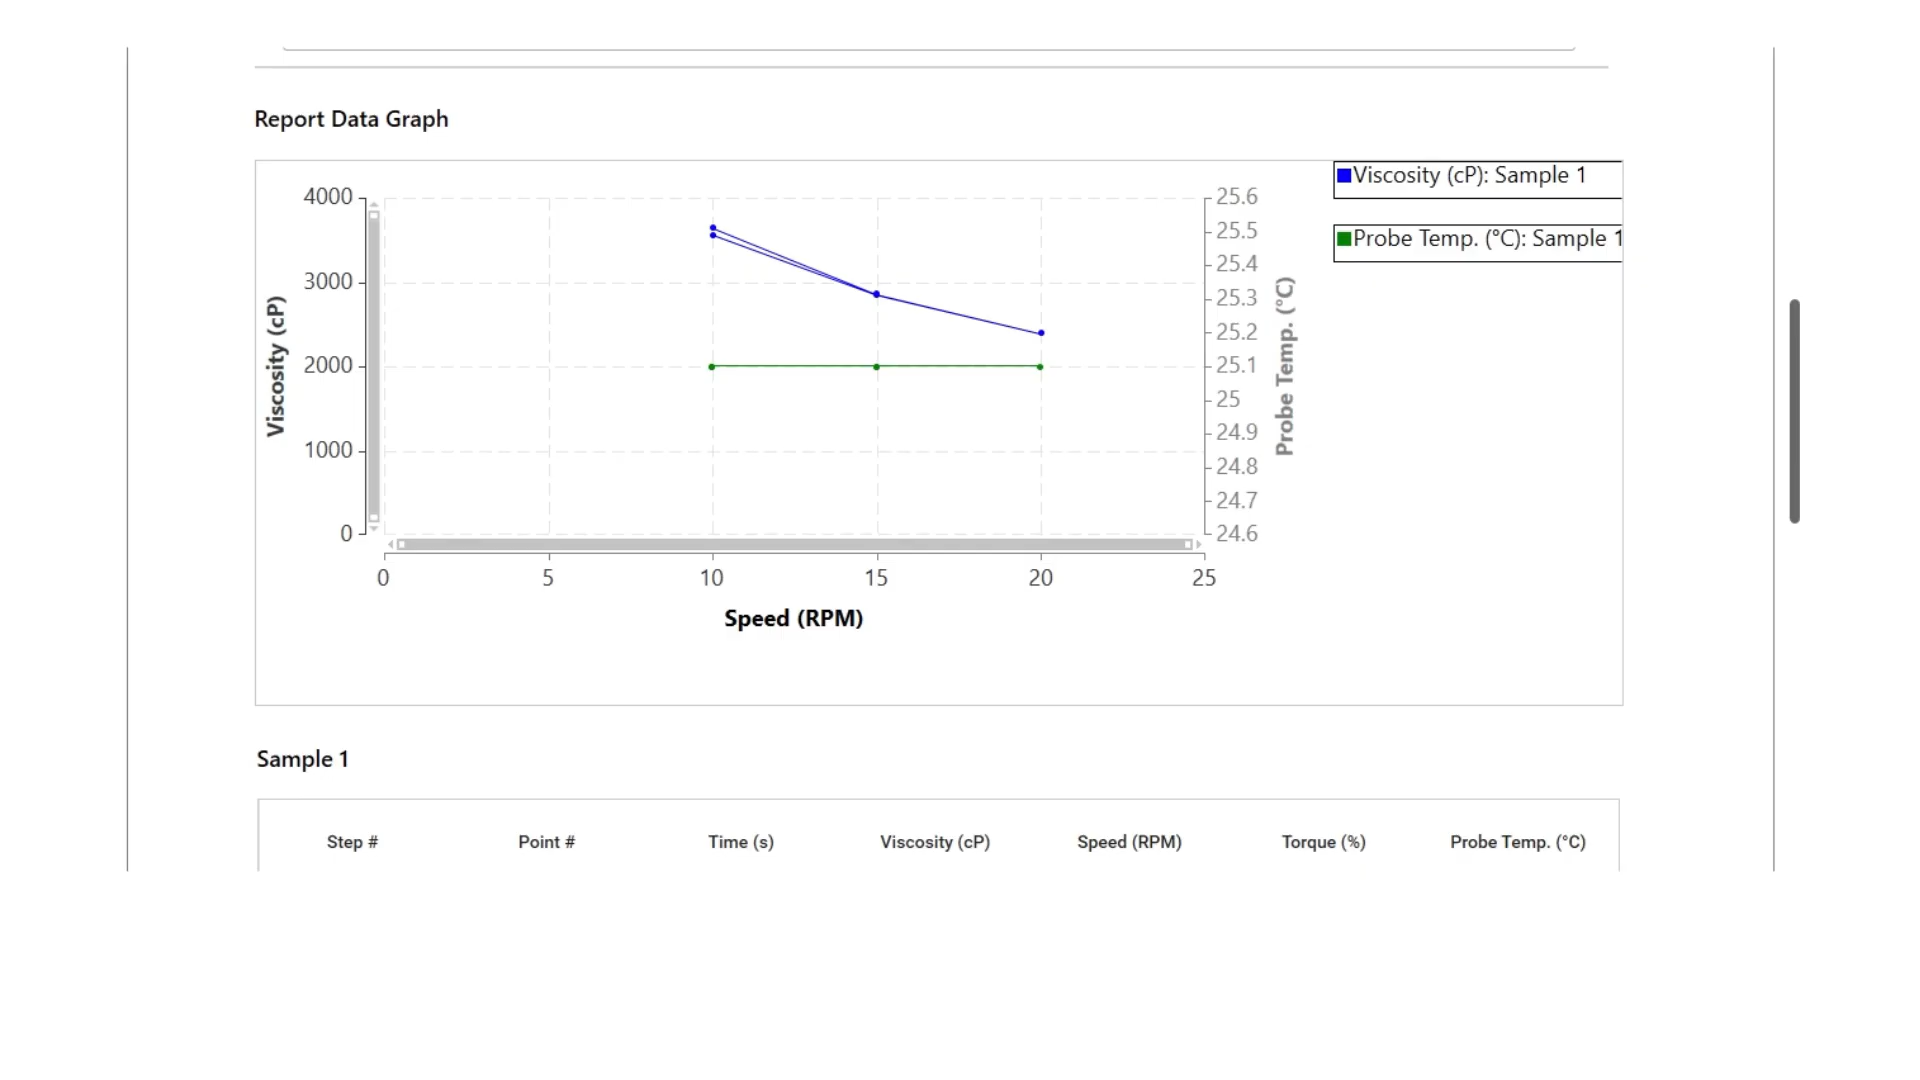 Report Data Graph
Viscosity (cP): Sample 1
Probe Temp. (°C): Sample 1
4000
3000
2000
1000
0
Viscosity (cP)
25.6
25.5
25.4
25.3
25.2
25.1
25
24.9
24.8
24.7
24.6
Probe Temp. (°C)
0 5 10 15 20 25
Speed (RPM)
Sample 1
Step # Point # Time (s) Viscosity (cP) Speed (RPM) Torque (%) Probe Temp. (°C)